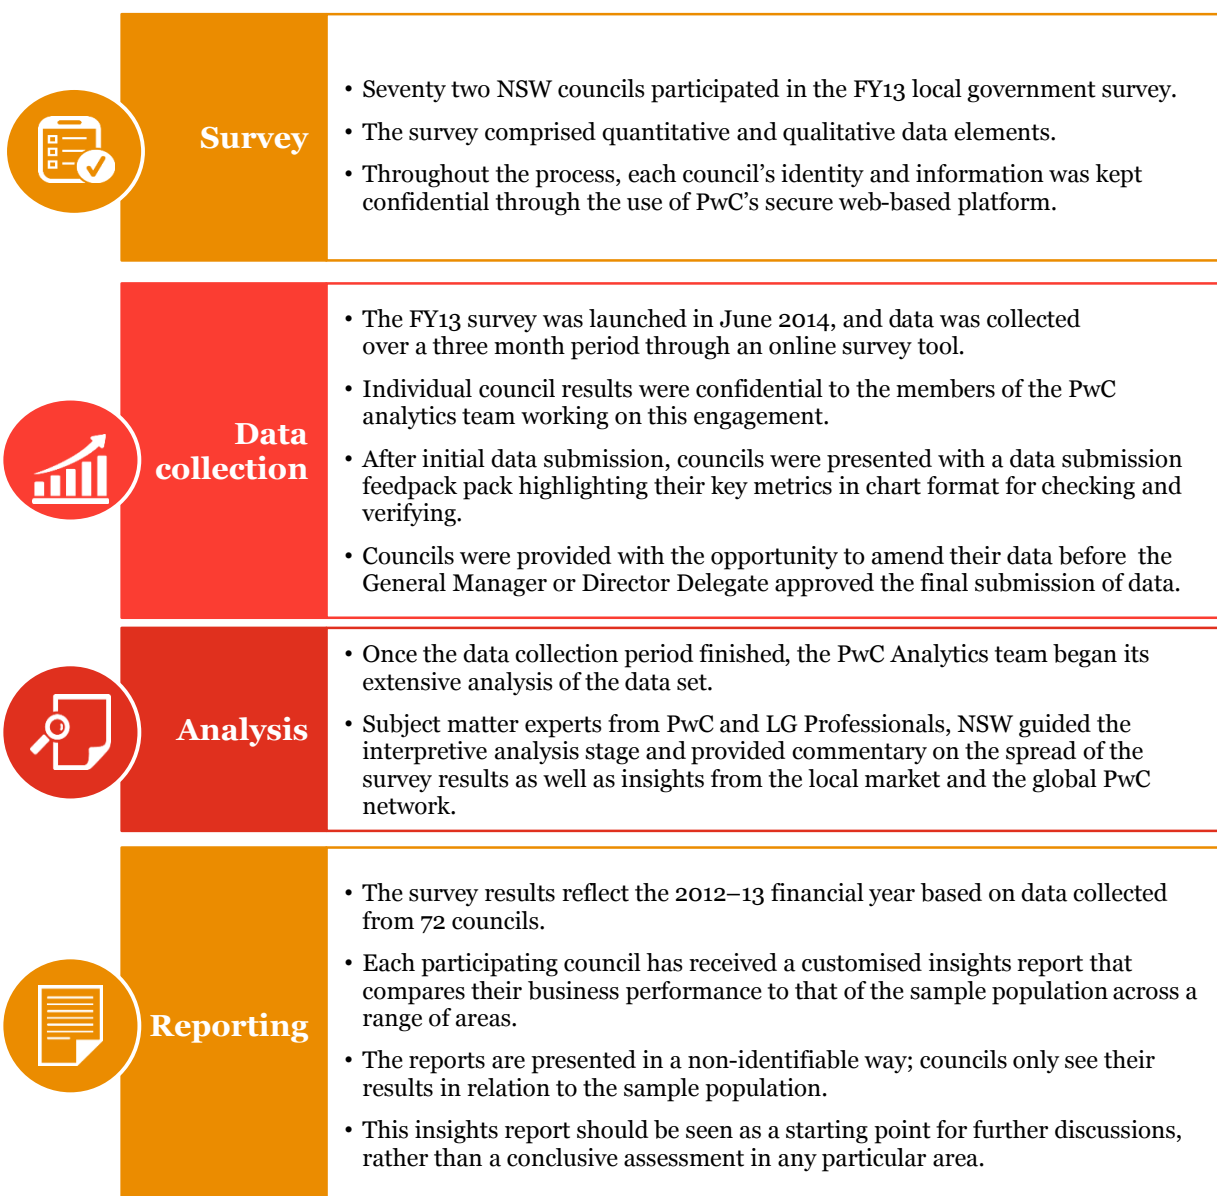 Survey
• Seventy two NSW councils participated in the FY13 local government survey.
• The survey comprised quantitative and qualitative data elements.
• Throughout the process, each council’s identity and information was kept
confidential through the use of PwC’s secure web-based platform.
Data
collection
• The FY13 survey was launched in June 2014, and data was collected
over a three month period through an online survey tool.
• Individual council results were confidential to the members of the PwC
analytics team working on this engagement.
• After initial data submission, councils were presented with a data submission
feedpack pack highlighting their key metrics in chart format for checking and
verifying.
• Councils were provided with the opportunity to amend their data before the
General Manager or Director Delegate approved the final submission of data.
Analysis
• Once the data collection period finished, the PwC Analytics team began its
extensive analysis of the data set.
• Subject matter experts from PwC and LG Professionals, NSW guided the
interpretive analysis stage and provided commentary on the spread of the
survey results as well as insights from the local market and the global PwC
network.
Reporting
• The survey results reflect the 2012–13 financial year based on data collected
from 72 councils.
• Each participating council has received a customised insights report that
compares their business performance to that of the sample population across a
range of areas.
• The reports are presented in a non-identifiable way; councils only see their
results in relation to the sample population.
• This insights report should be seen as a starting point for further discussions,
rather than a conclusive assessment in any particular area.